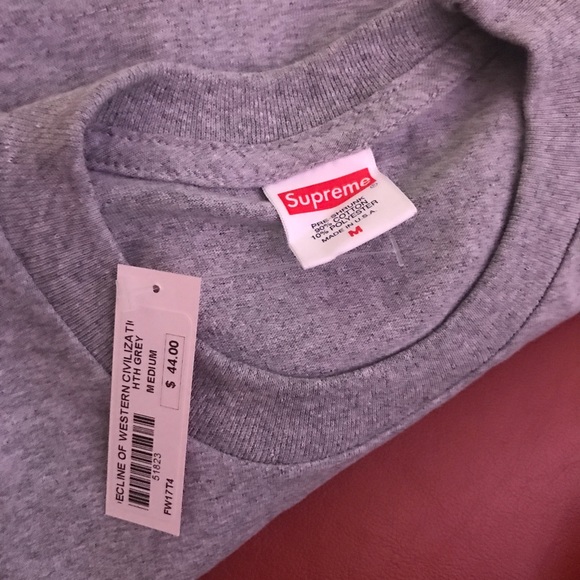 Supreme
PRE SHRUNK
90% COTTON
10% POLYESTER
MADE IN U.S.A.
M
ECLINE OF WESTERN CIVILIZATI
HTH GREY
MEDIUM
$ 44.00
51823
FW17T4